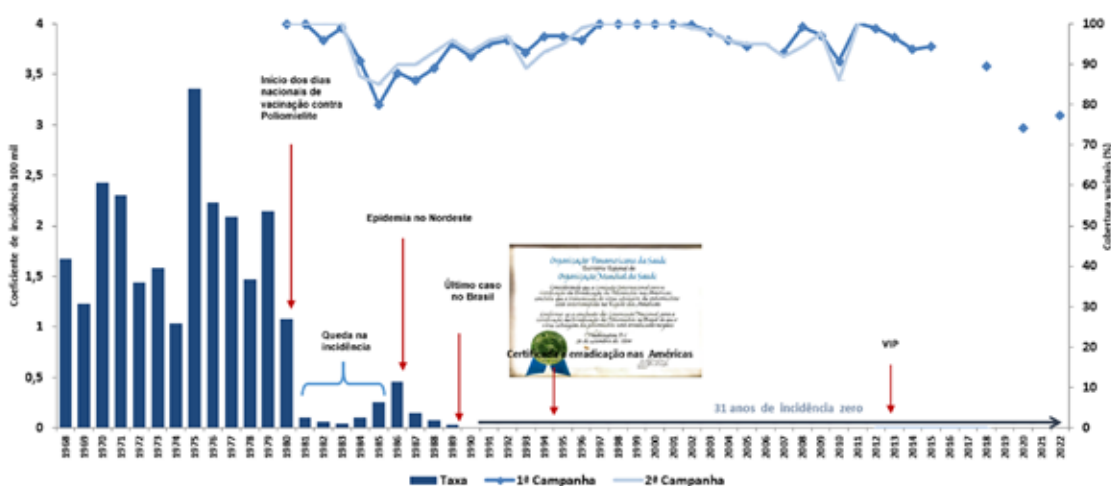 4
3,5
3
2,5
2
1,5
1
0,5
0
Coeficiente de incidência 100 mil
100
90
80
70
60
50
40
30
20
10
0
Cobertura vacinais (%)
Início dos dias
nacionais de
vacinação contra
Poliomielite
Queda na
incidência
Epidemia no Nordeste
Último caso
no Brasil
Organização Panamericana da Saúde
Organização Mundial da Saúde
Certificado a erradicação nas Américas
VIP
31 anos de incidência zero
1968 1969 1970 1971 1972 1973 1974 1975 1976 1977 1978 1979 1980 1981 1982 1983 1984 1985 1986 1987 1988 1989 1990 1991 1992 1993 1994 1995 1996 1997 1998 1999 2000 2001 2002 2003 2004 2005 2006 2007 2008 2009 2010 2011 2012 2013 2014 2015 2016 2017 2018 2019 2020 2021 2022
Taxa 1ª Campanha 2ª Campanha